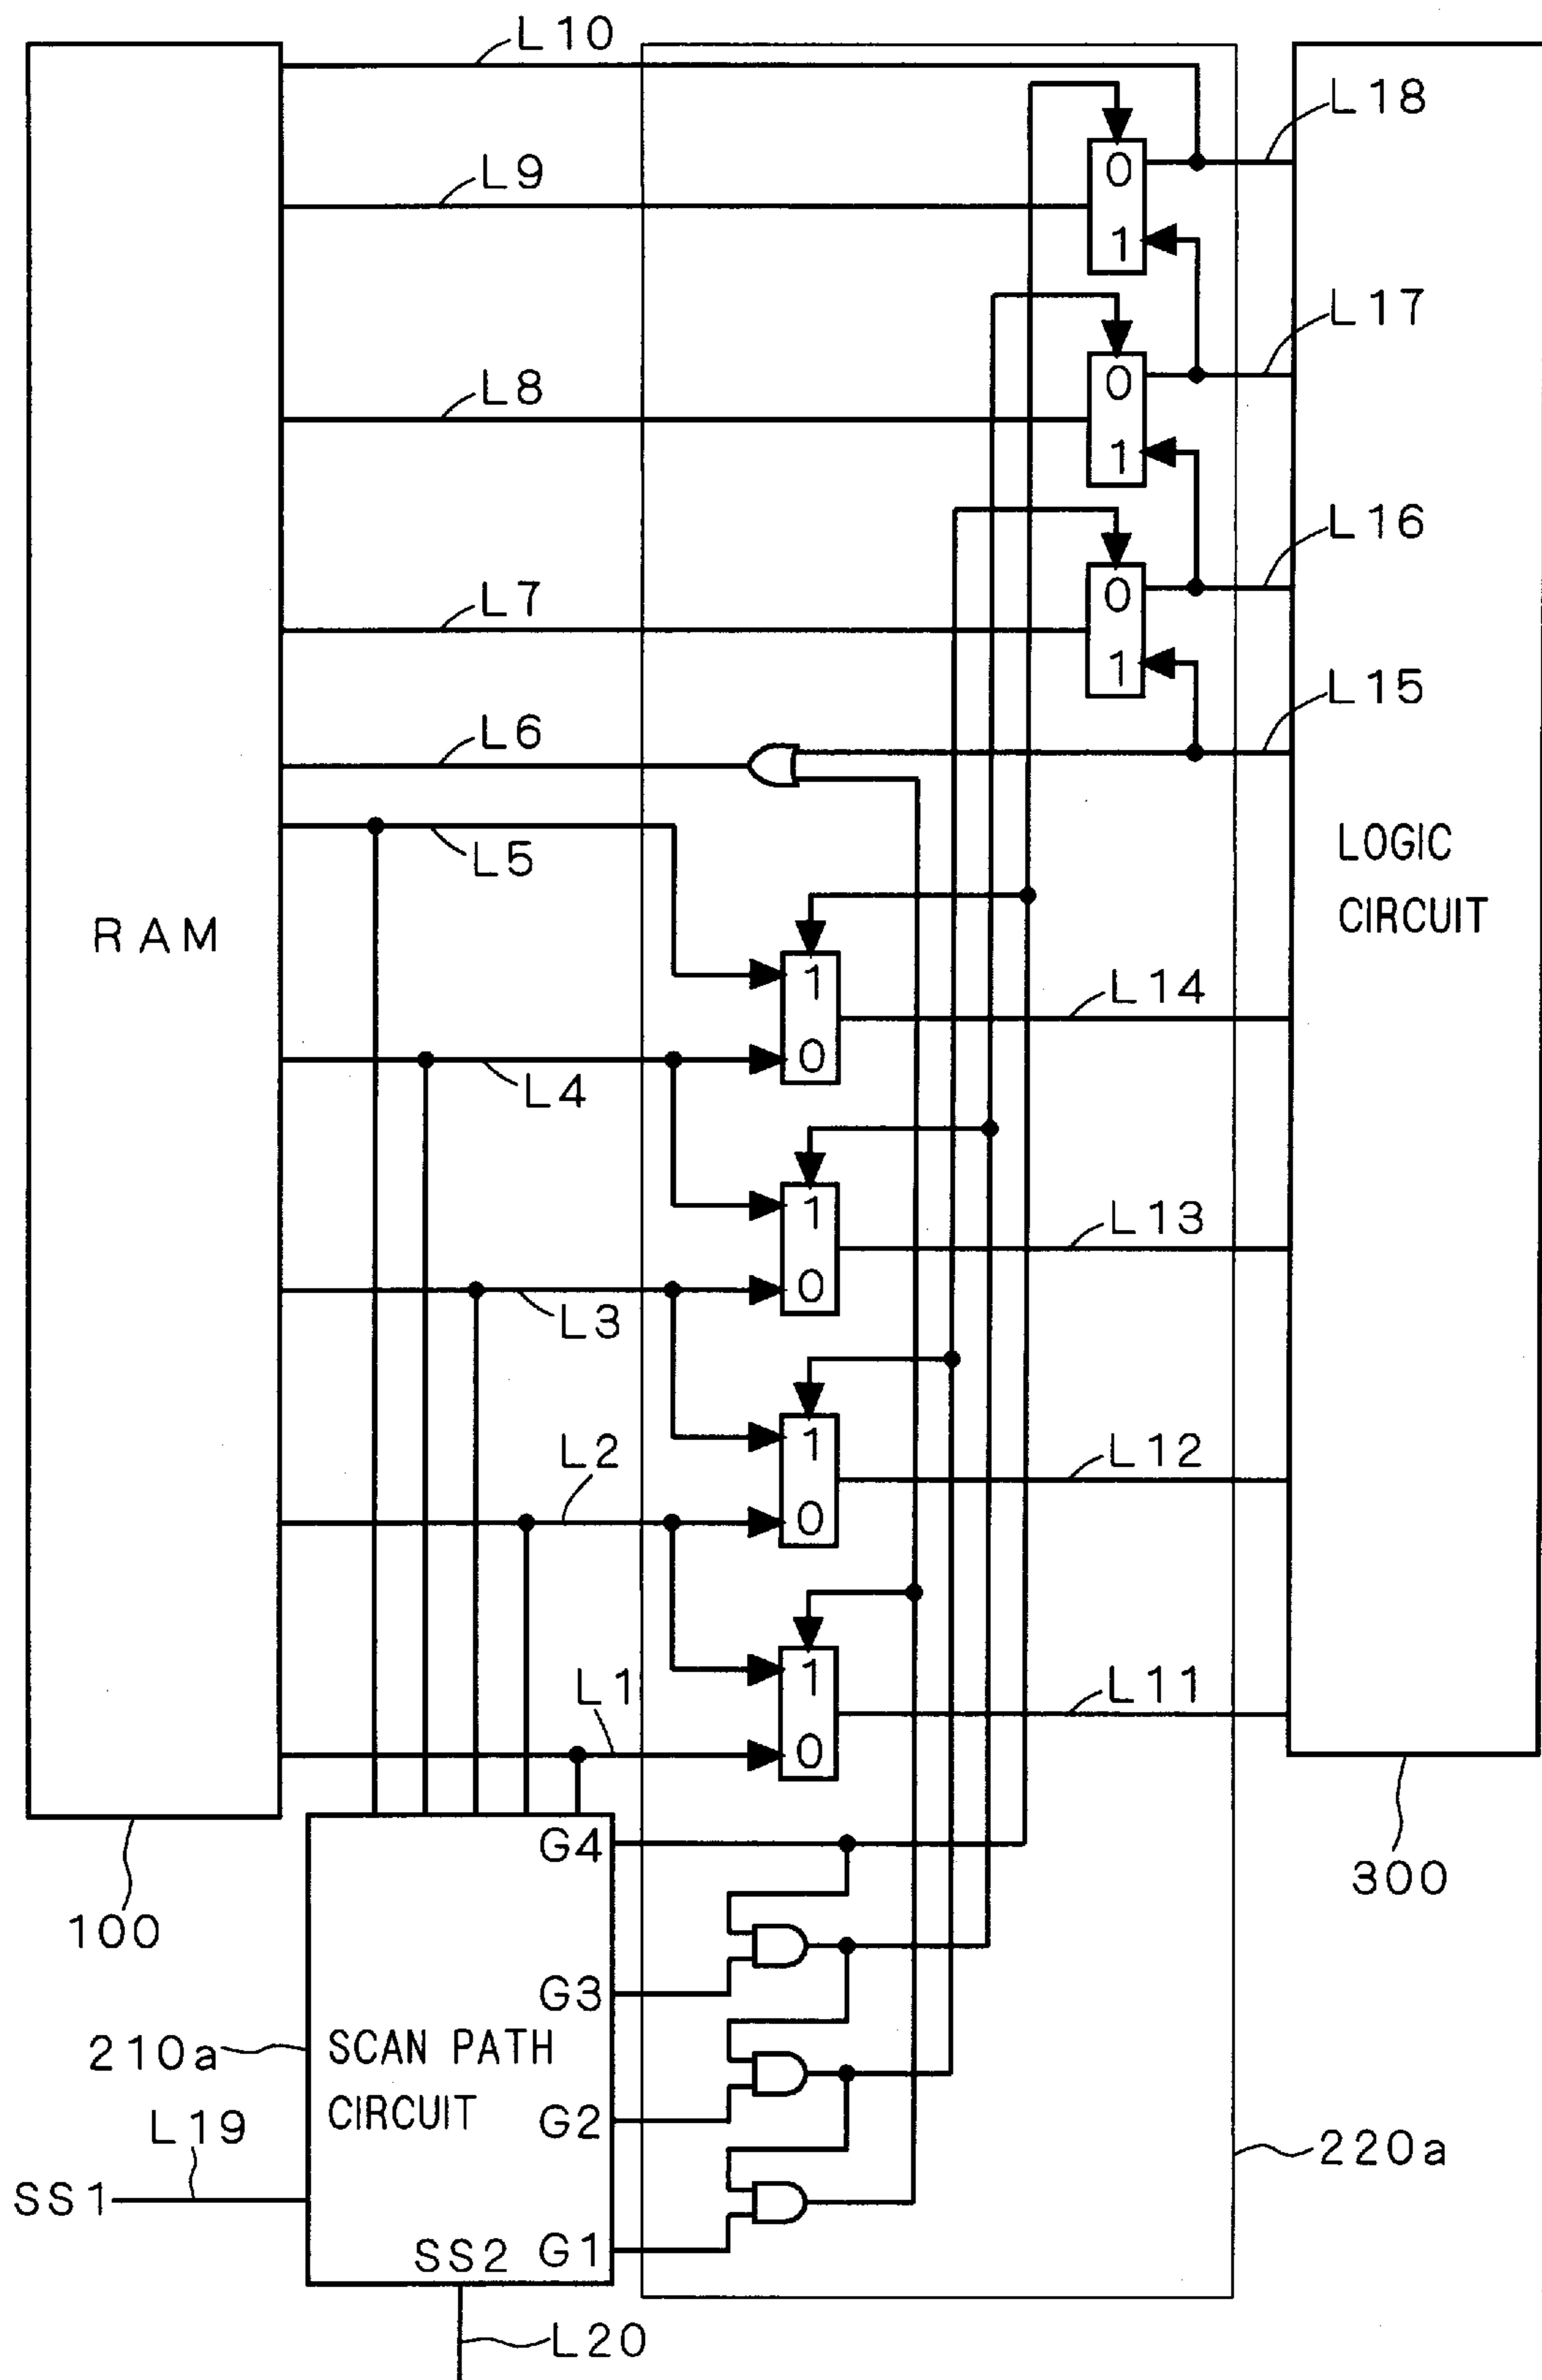 L10
L18
0
L9
1
L17
0
L8
1
L16
0
L7
1
L15
L6
L5
LOGIC
CIRCUIT
RAM
1
L14
0
L4
1
L13
0
L3
1
L12
L2
0
1
L11
L1
0
G4
300
100
G3
210a
SCAN PATH
CIRCUIT
G2
L19
220a
SS1
SS2
G1
L20